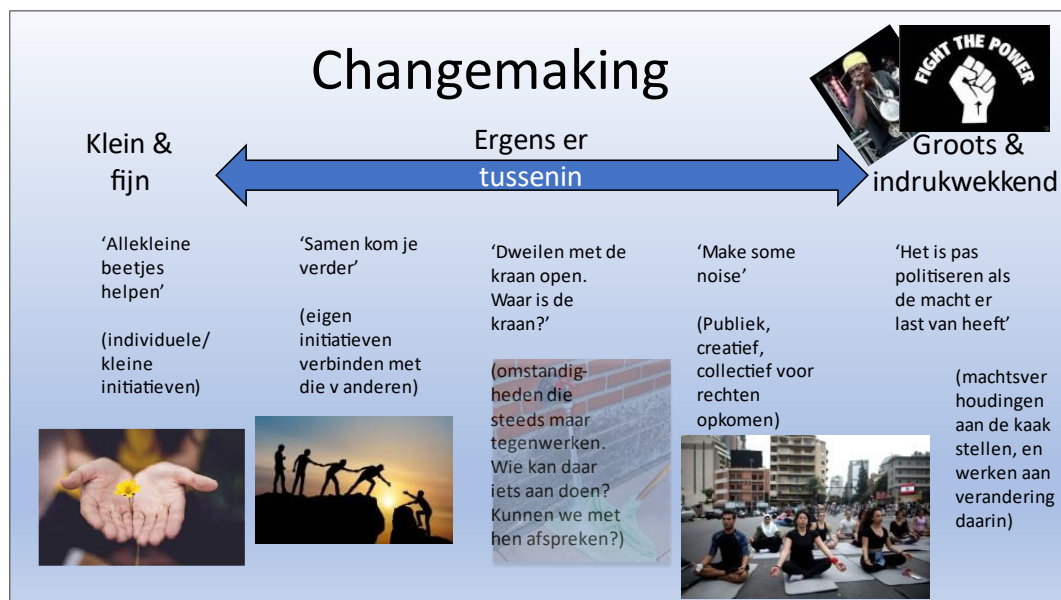 Changemaking
FIGHT THE POWER
Klein &
fijn
Ergens er
tussenin
Groots &
indrukwekkend
‘Allekleine
beetjes
helpen’
(individuele/
kleine
initiatieven)
‘Samen kom je
verder’
(eigen
initiatieven
verbinden met
die v anderen)
‘Dweilen met de
kraan open.
Waar is de
kraan?’
(omstandig-
heden die
steeds maar
tegenwerken.
Wie kan daar
iets aan doen?
Kunnen we met
hen afspreken?)
‘Make some
noise’
(Publiek,
creatief,
collectief voor
rechten
opkomen)
‘Het is pas
politiseren als
de macht er
last van heeft’
(machtsver
houdingen
aan de kaak
stellen, en
werken aan
verandering
daarin)